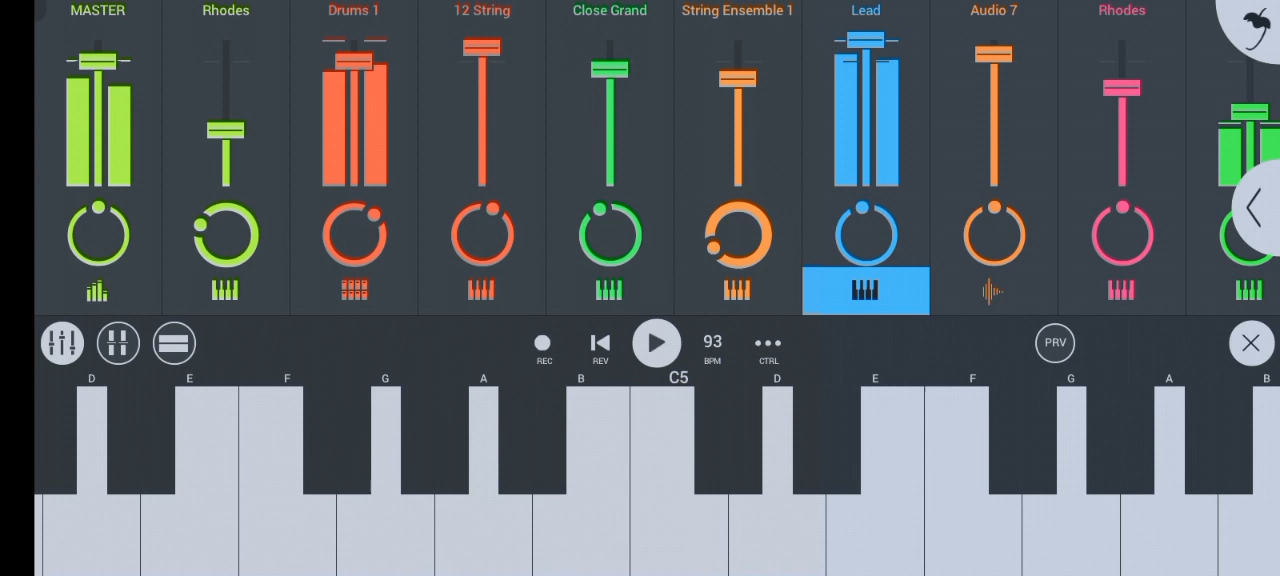 MASTER Rhodes Drums 1 12 String Close Grand String Ensemble 1 Lead Audio 7 Rhodes
REC REV 93 BPM CTRL PRV
D E F G A B C5 D E F G A B